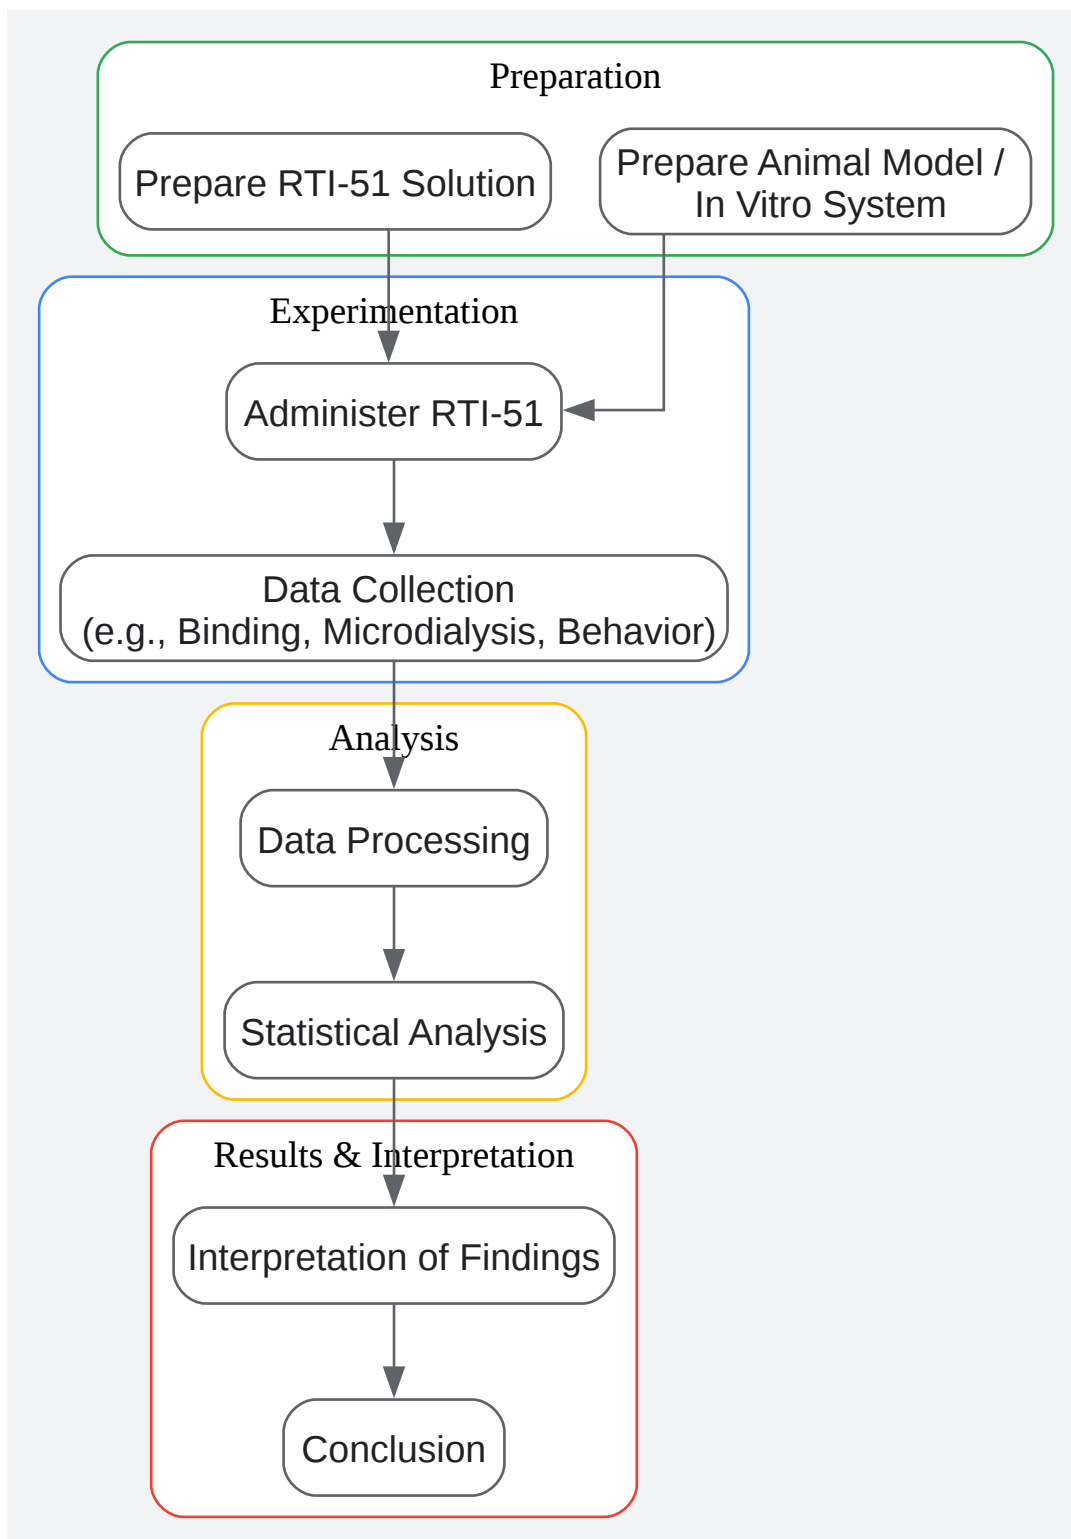 Preparation
Prepare RTI-51 Solution
Prepare Animal Model /
In Vitro System
Experimentation
Administer RTI-51
Data Collection
(e.g., Binding, Microdialysis, Behavior)
Analysis
Data Processing
Statistical Analysis
Results & Interpretation
Interpretation of Findings
Conclusion